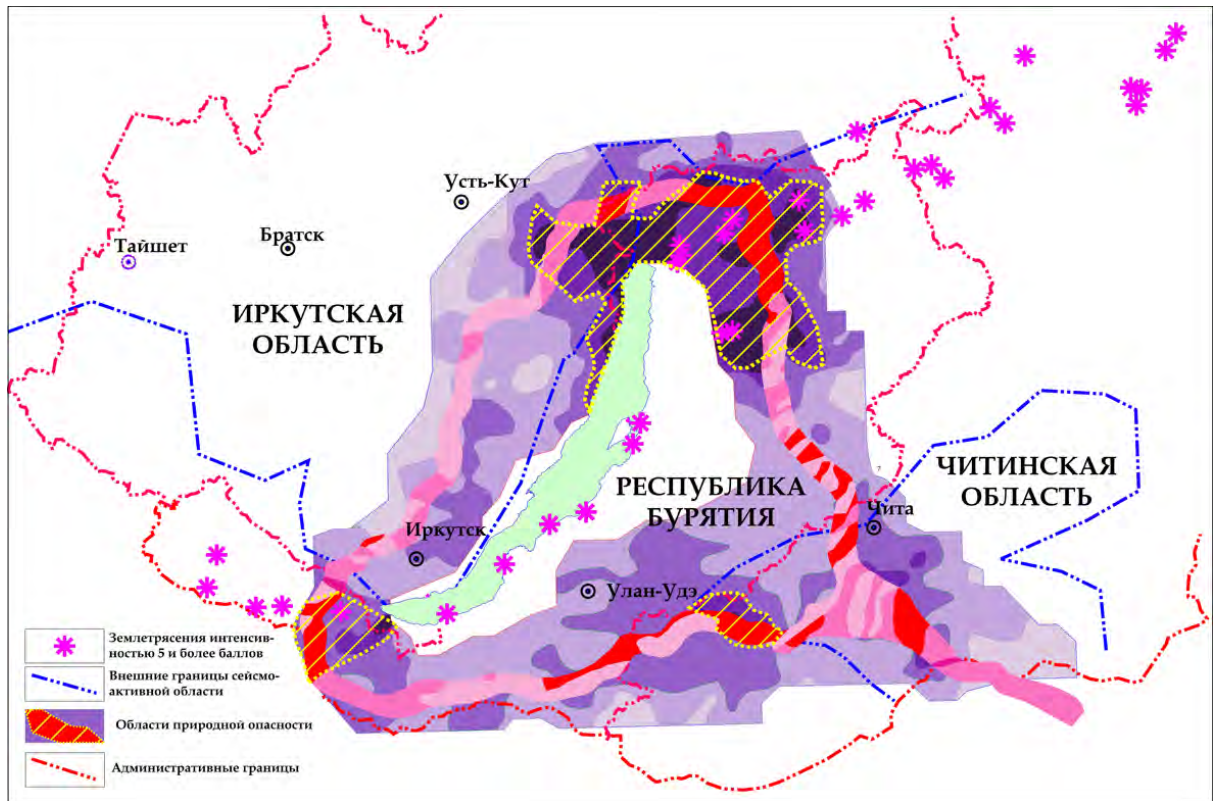 Усть-Кут
Братск
Тайшет
ИРКУТСКАЯ
ОБЛАСТЬ
ЧИТИНСКАЯ
ОБЛАСТЬ
РЕСПУБЛИКА
БУРЯТИЯ
Чита
Иркутск
Улан-Удэ
Землетрясения интенсив-
ностью 5 и более баллов
Внешние границы сейсмо-
активной области
Области природной опасности
Административные границы